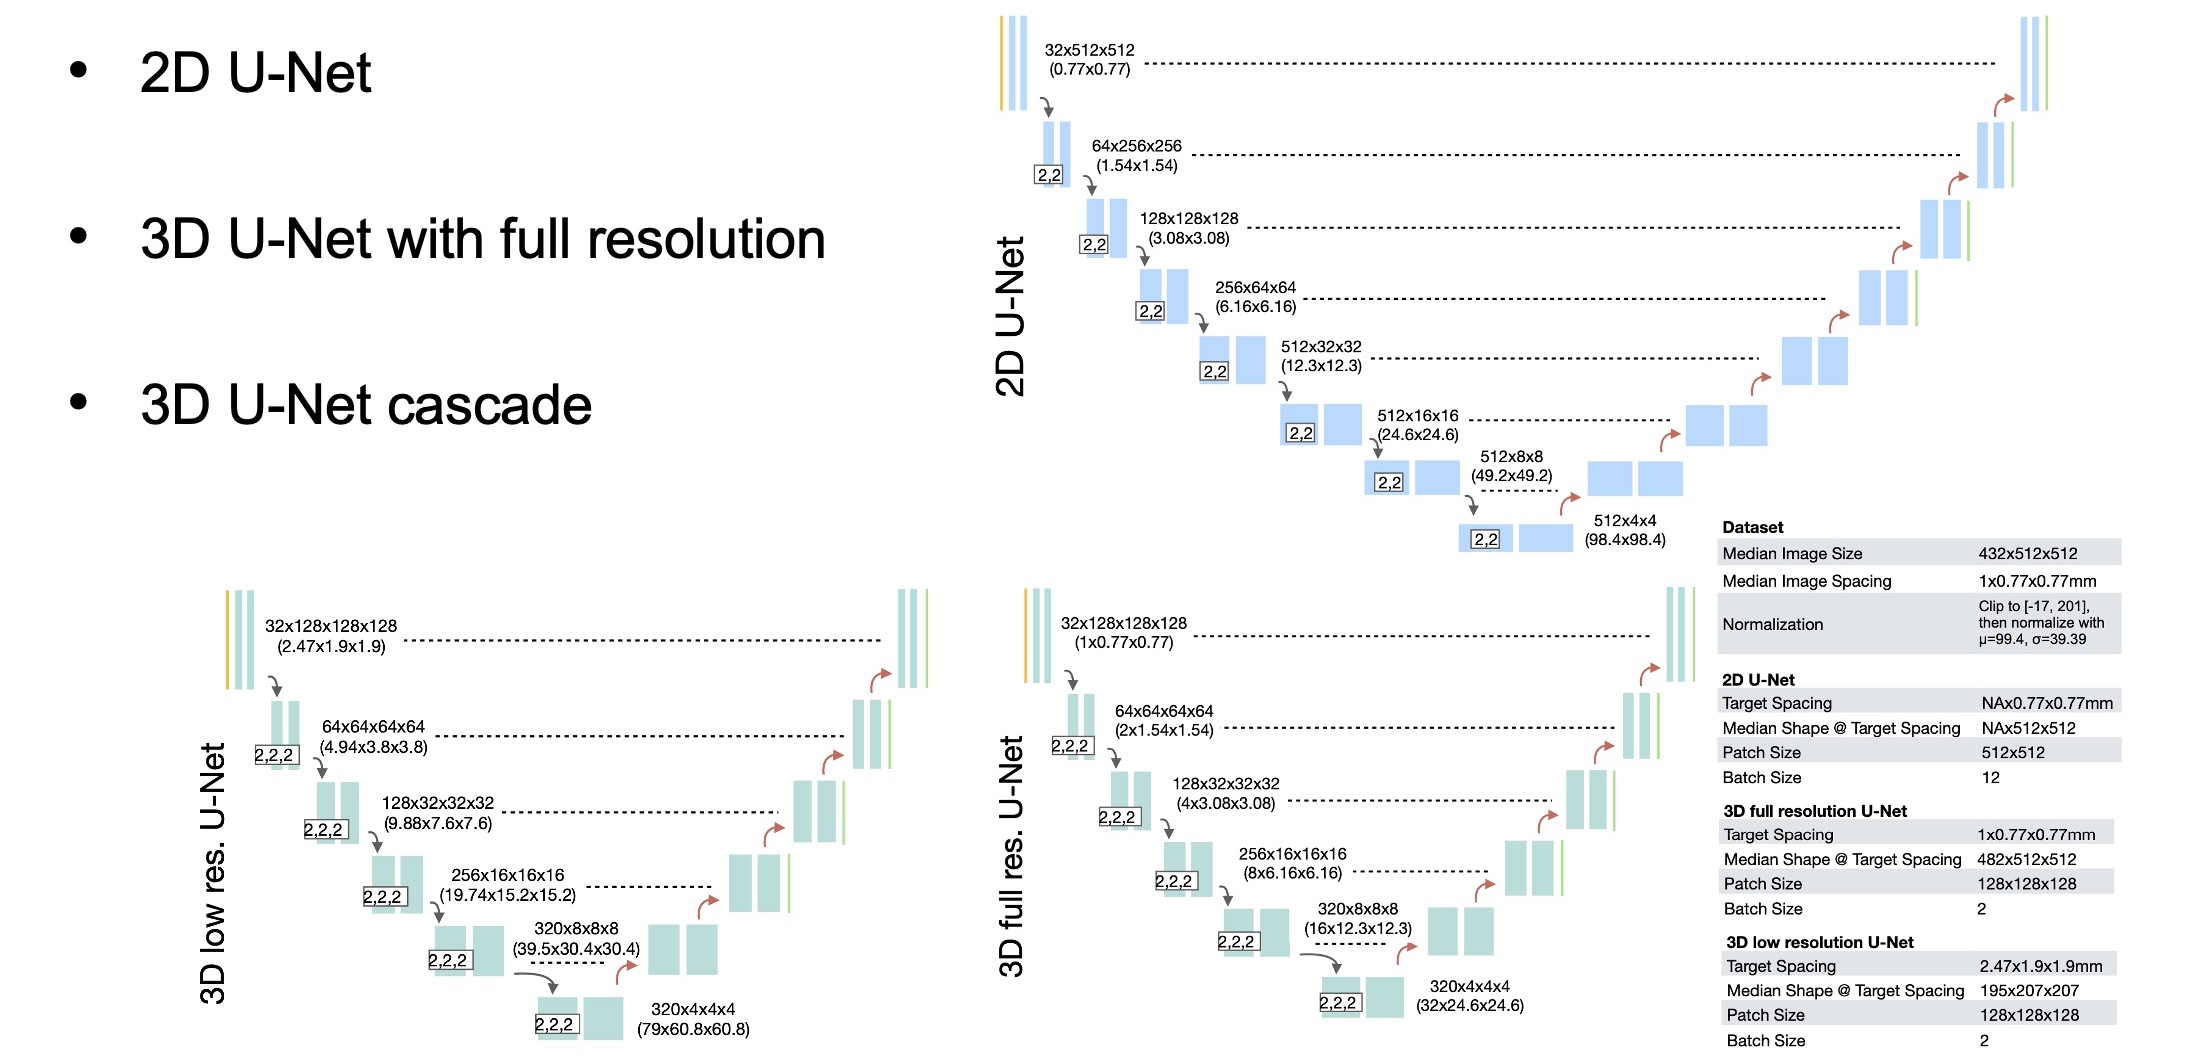 • 2D U-Net
• 3D U-Net with full resolution
• 3D U-Net cascade
2D U-Net
32x512x512
(0.77x0.77)
2,2
64x256x256
(1.54x1.54)
2,2
128x128x128
(3.08x3.08)
2,2
256x64x64
(6.16x6.16)
2,2
512x32x32
(12.3x12.3)
2,2
512x16x16
(24.6x24.6)
2,2
512x8x8
(49.2x49.2)
2,2
512x4x4
(98.4x98.4)
3D low res. U-Net
32x128x128x128
(2.47x1.9x1.9)
2,2,2
64x64x64x64
(4.94x3.8x3.8)
2,2,2
128x32x32x32
(9.88x7.6x7.6)
2,2,2
256x16x16x16
(19.74x15.2x15.2)
2,2,2
320x8x8x8
(39.5x30.4x30.4)
2,2,2
320x4x4x4
(79x60.8x60.8)
3D full res. U-Net
32x128x128x128
(1x0.77x0.77)
2,2,2
64x64x64x64
(2x1.54x1.54)
2,2,2
128x32x32x32
(4x3.08x3.08)
2,2,2
256x16x16x16
(8x6.16x6.16)
2,2,2
320x8x8x8
(16x12.3x12.3)
2,2,2
320x4x4x4
(32x24.6x24.6)
Dataset
Median Image Size 432x512x512
Median Image Spacing 1x0.77x0.77mm
Normalization Clip to [-17, 201],
then normalize with
μ=99.4, σ=39.39
2D U-Net
Target Spacing NAx0.77x0.77mm
Median Shape @ Target Spacing NAx512x512
Patch Size 512x512
Batch Size 12
3D full resolution U-Net
Target Spacing 1x0.77x0.77mm
Median Shape @ Target Spacing 482x512x512
Patch Size 128x128x128
Batch Size 2
3D low resolution U-Net
Target Spacing 2.47x1.9x1.9mm
Median Shape @ Target Spacing 195x207x207
Patch Size 128x128x128
Batch Size 2